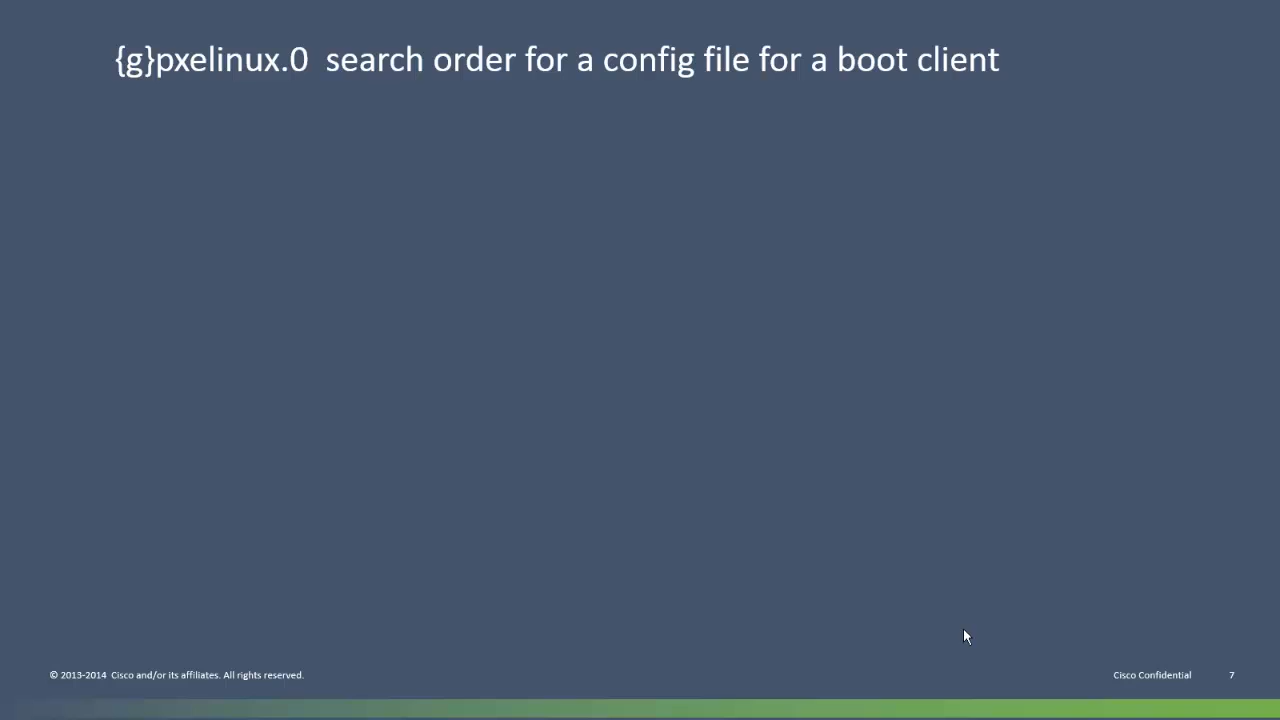 {g}pxelinux.0  search order for a config file for a boot client
© 2013-2014  Cisco and/or its affiliates. All rights reserved.
Cisco Confidential
7